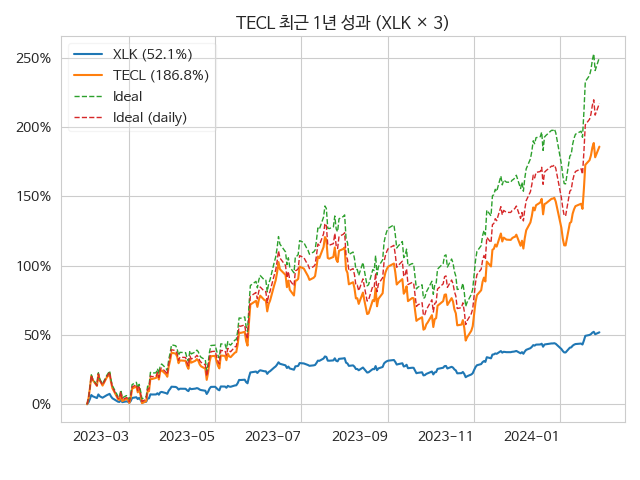 TECL 최근 1년 성과 (XLK × 3)
XLK (52.1%)
TECL (186.8%)
Ideal
Ideal (daily)
250%
200%
150%
100%
50%
0%
2023-03 2023-05 2023-07 2023-09 2023-11 2024-01